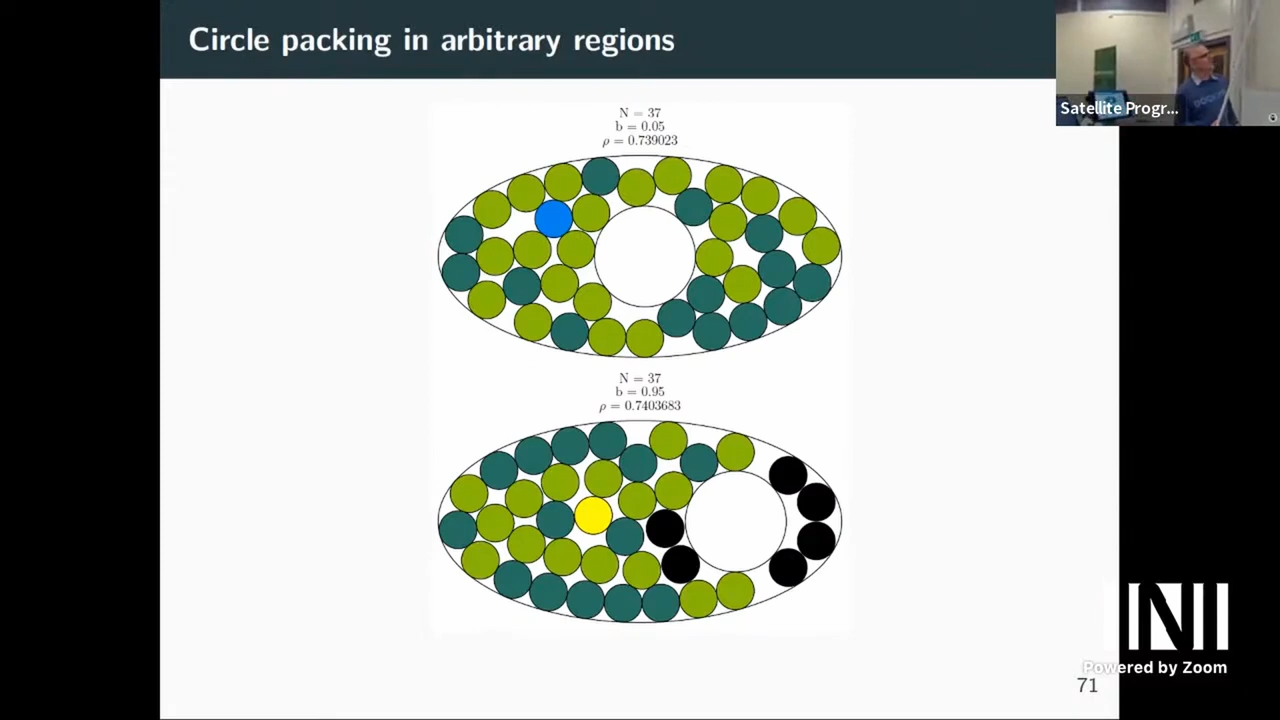 Circle packing in arbitrary regions
Satellite Progr...
N = 37
b = 0.05
ρ = 0.739023
N = 37
b = 0.95
ρ = 0.7403683
Powered by Zoom
71